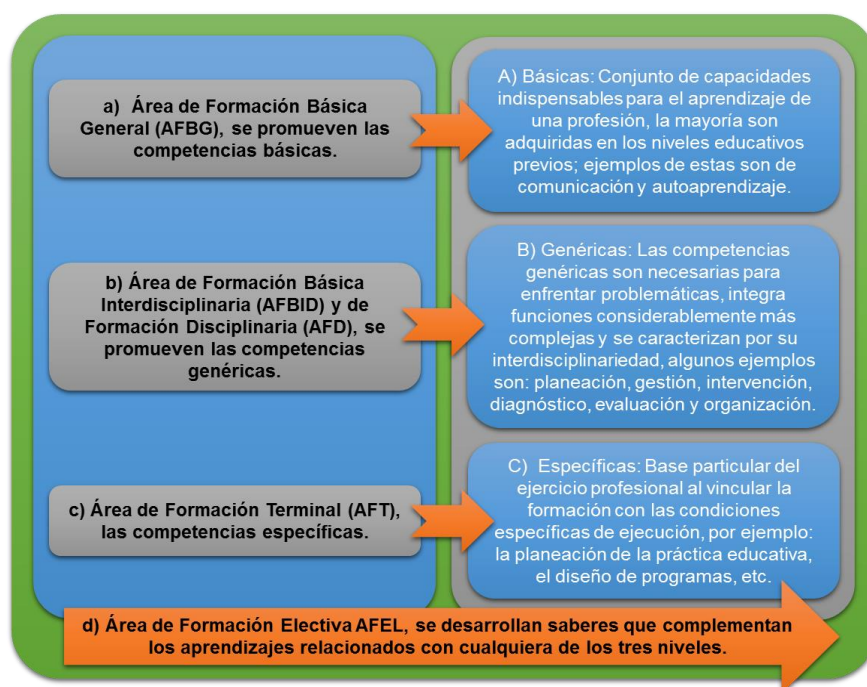 a) Área de Formación Básica
General (AFBG), se promueven las
competencias básicas.
A) Básicas: Conjunto de capacidades
indispensables para el aprendizaje de
una profesión, la mayoría son
adquiridas en los niveles educativos
previos; ejemplos de estas son de
comunicación y autoaprendizaje.
b) Área de Formación Básica
Interdisciplinaria (AFBID) y de
Formación Disciplinaria (AFD), se
promueven las competencias
genéricas.
B) Genéricas: Las competencias
genéricas son necesarias para
enfrentar problemáticas, integra
funciones considerablemente más
complejas y se caracterizan por su
interdisciplinariedad, algunos ejemplos
son: planeación, gestión, intervención,
diagnóstico, evaluación y organización.
c) Área de Formación Terminal (AFT),
las competencias específicas.
C) Específicas: Base particular del
ejercicio profesional al vincular la
formación con las condiciones
específicas de ejecución, por ejemplo:
la planeación de la práctica educativa,
el diseño de programas, etc.
d) Área de Formación Electiva AFEL, se desarrollan saberes que complementan
los aprendizajes relacionados con cualquiera de los tres niveles.